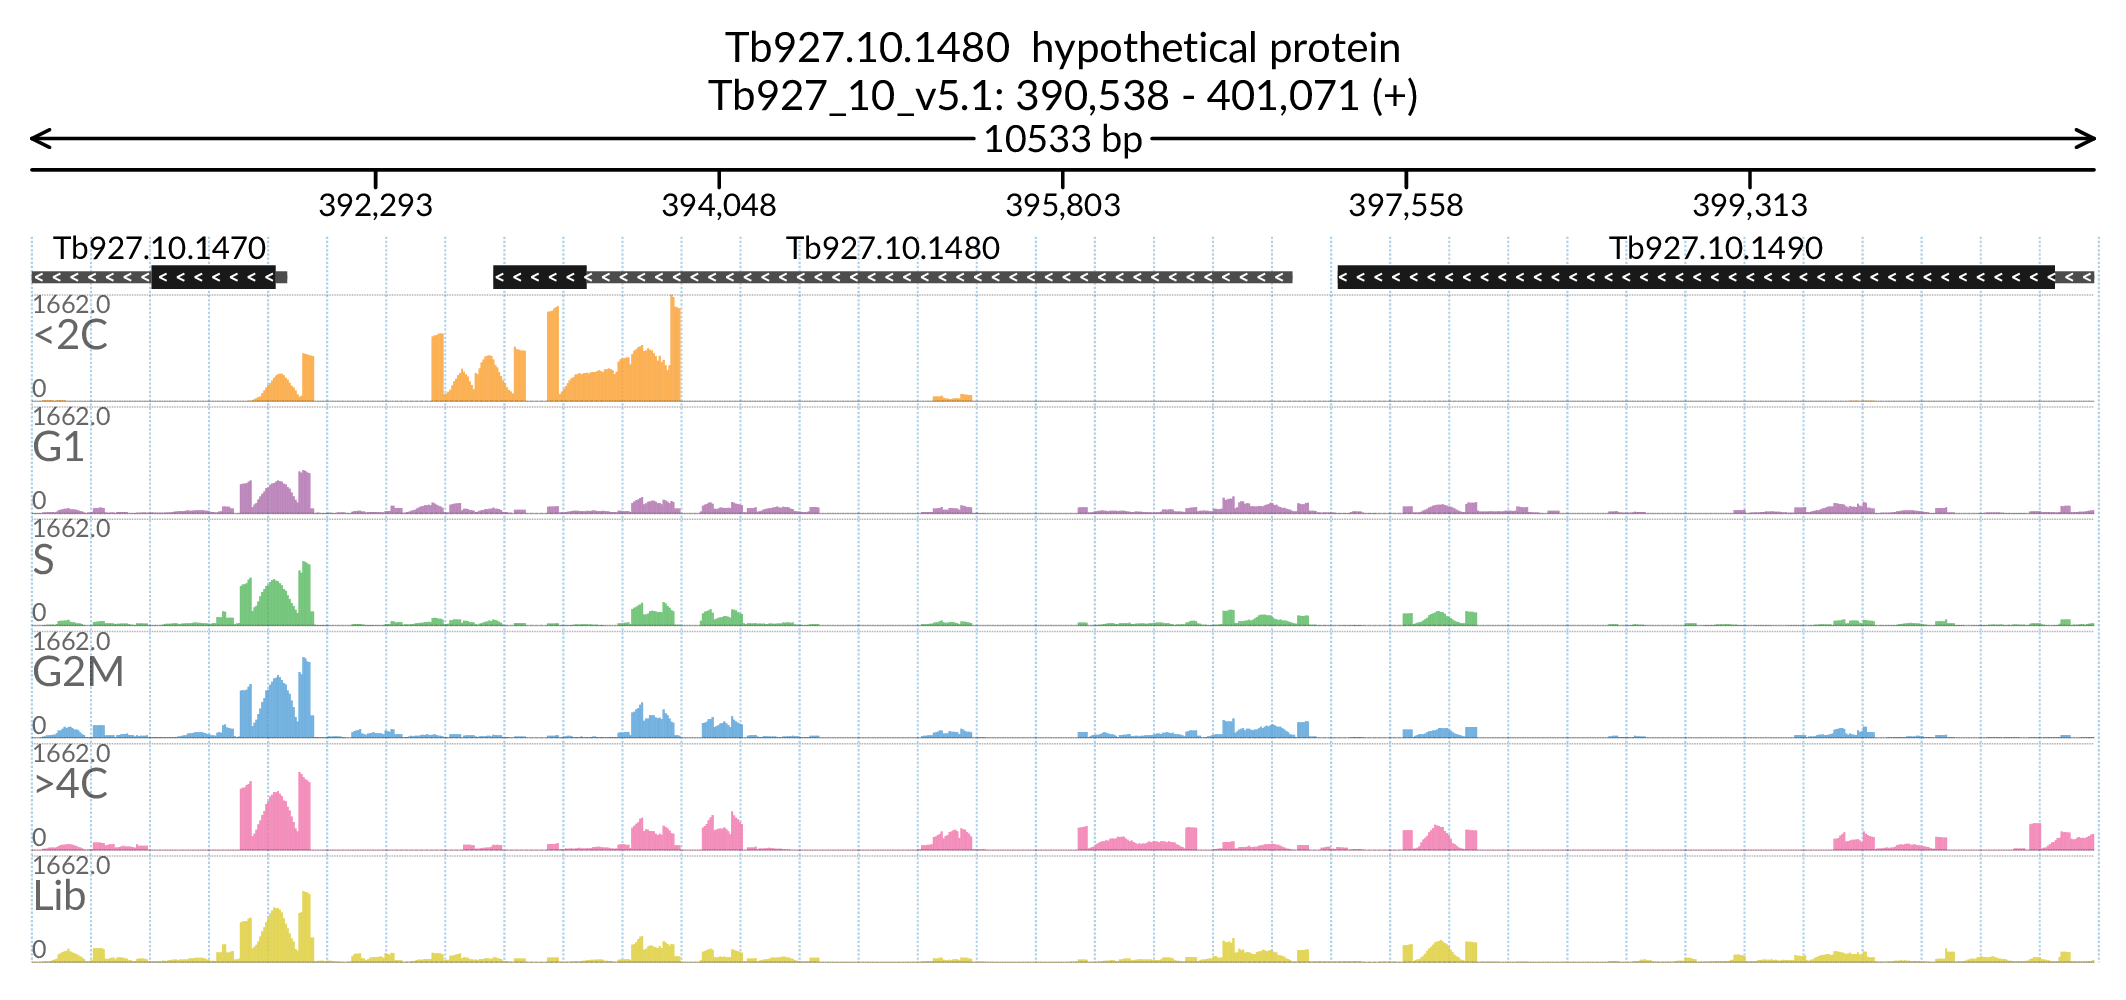 Tb927.10.1480  hypothetical protein
Tb927_10_v5.1: 390,538 - 401,071 (+)
10533 bp
392,293 394,048 395,803 397,558 399,313
Tb927.10.1470 Tb927.10.1480 Tb927.10.1490
1662.0
<2C
0
1662.0
G1
0
1662.0
S
0
1662.0
G2M
0
1662.0
>4C
0
1662.0
Lib
0